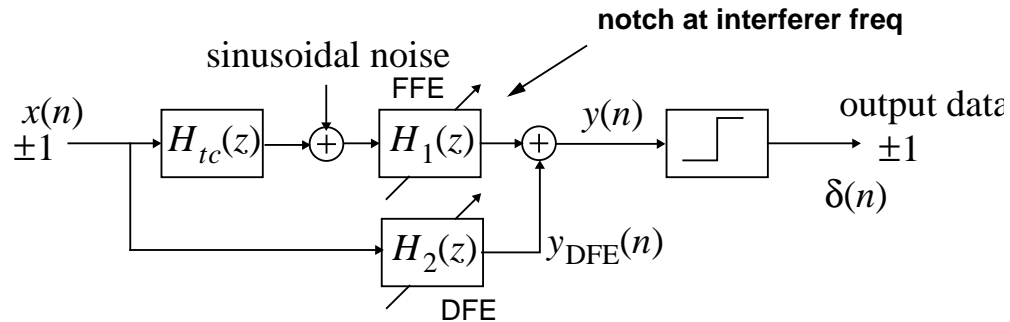 notch at interferer freq
sinusoidal noise
FFE
x(n)
±1
H_tc(z)
+
H_1(z)
+
y(n)
output data
±1
δ(n)
H_2(z)
y_DFE(n)
DFE